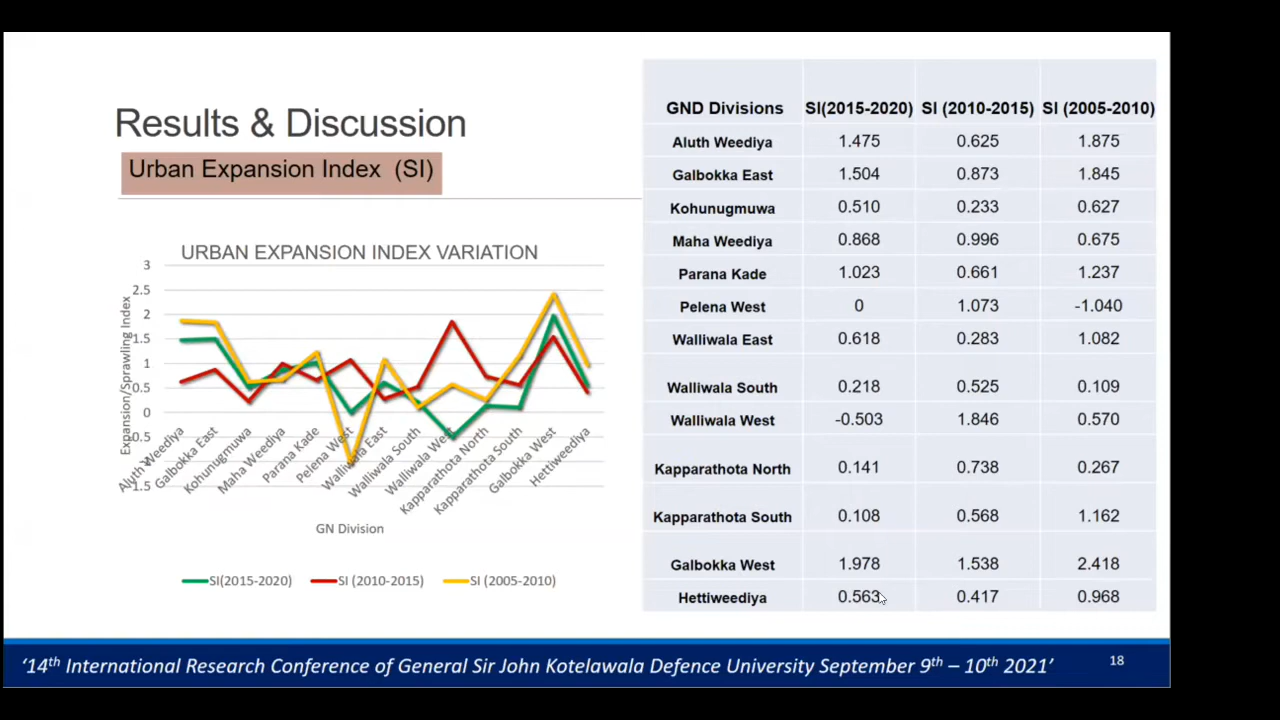 Results & Discussion
Urban Expansion Index (SI)
URBAN EXPANSION INDEX VARIATION
Expansion/Sprawling Index
3
2.5
2
1.5
1
0.5
0
0.5
1.5
Aluth Weediya
Galbokka East
Kohunugmuwa
Maha Weediya
Parana Kade
Pelena West
Walliwala East
Walliwala South
Walliwala West
Kapparathota North
Kapparathota South
Galbokka West
Hettiweediya
GN Division
SI(2015-2020) SI (2010-2015) SI (2005-2010)
GND Divisions SI(2015-2020) SI (2010-2015) SI (2005-2010)
Aluth Weediya 1.475 0.625 1.875
Galbokka East 1.504 0.873 1.845
Kohunugmuwa 0.510 0.233 0.627
Maha Weediya 0.868 0.996 0.675
Parana Kade 1.023 0.661 1.237
Pelena West 0 1.073 -1.040
Walliwala East 0.618 0.283 1.082
Walliwala South 0.218 0.525 0.109
Walliwala West -0.503 1.846 0.570
Kapparathota North 0.141 0.738 0.267
Kapparathota South 0.108 0.568 1.162
Galbokka West 1.978 1.538 2.418
Hettiweediya 0.563 0.417 0.968
‘14th International Research Conference of General Sir John Kotelawala Defence University September 9th – 10th 2021’
18